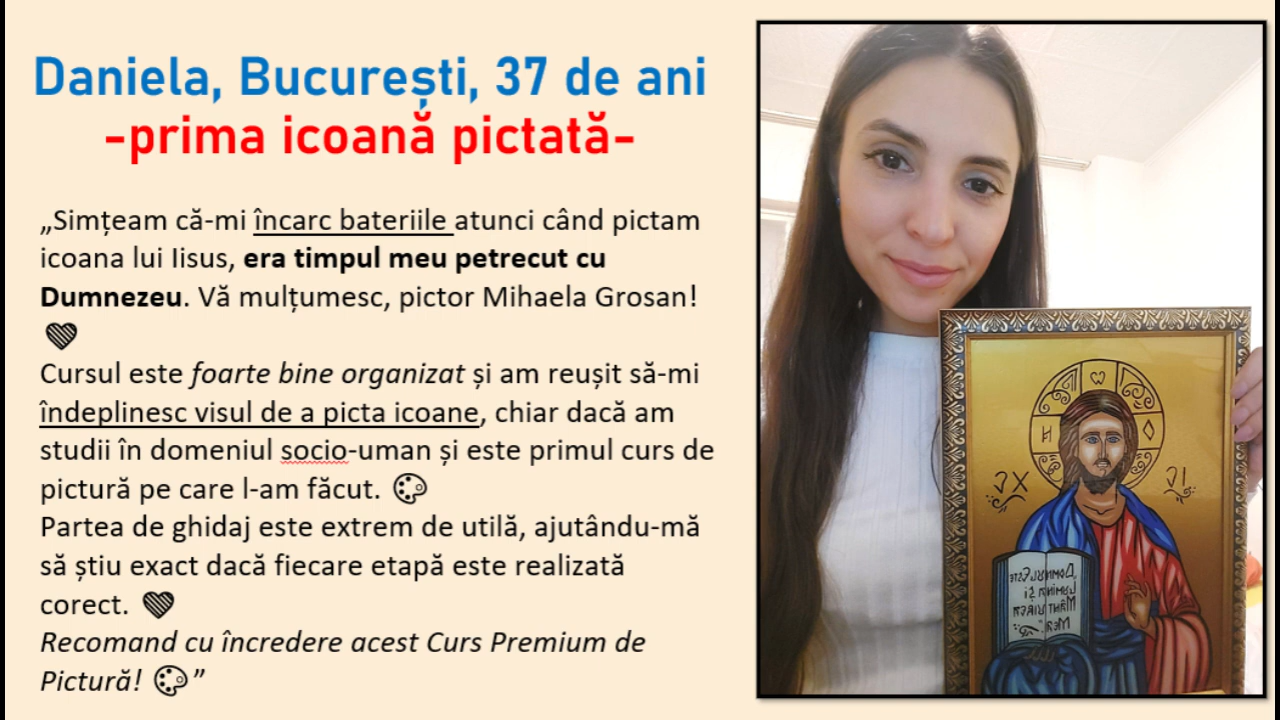 Daniela, București, 37 de ani
-prima icoană pictată-
„Simțeam că-mi încarc bateriile atunci când pictam
icoana lui Iisus, era timpul meu petrecut cu
Dumnezeu. Vă mulțumesc, pictor Mihaela Grosan!
Cursul este foarte bine organizat și am reușit să-mi
îndeplinesc visul de a picta icoane, chiar dacă am
studii în domeniul socio-uman și este primul curs de
pictură pe care l-am făcut.
Partea de ghidaj este extrem de utilă, ajutându-mă
să știu exact dacă fiecare etapă este realizată
corect.
Recomand cu încredere acest Curs Premium de
Pictură! ”